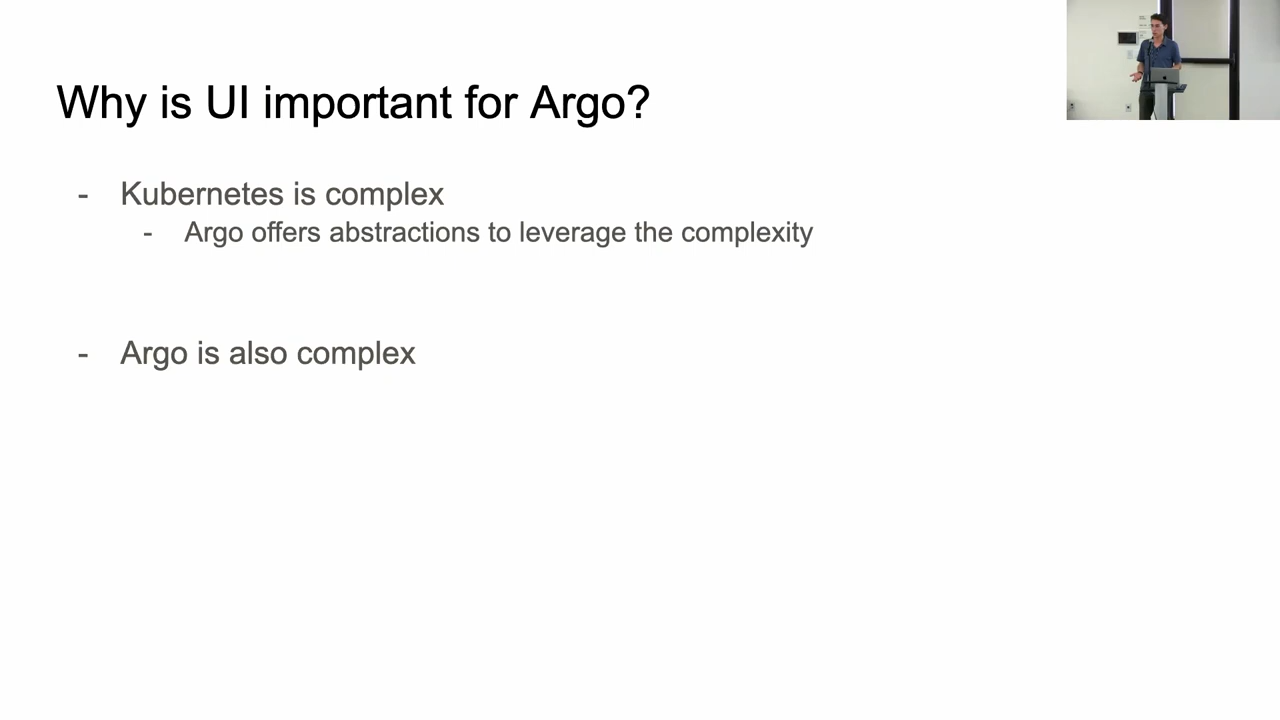 Why is UI important for Argo?
- Kubernetes is complex
- Argo offers abstractions to leverage the complexity
- Argo is also complex